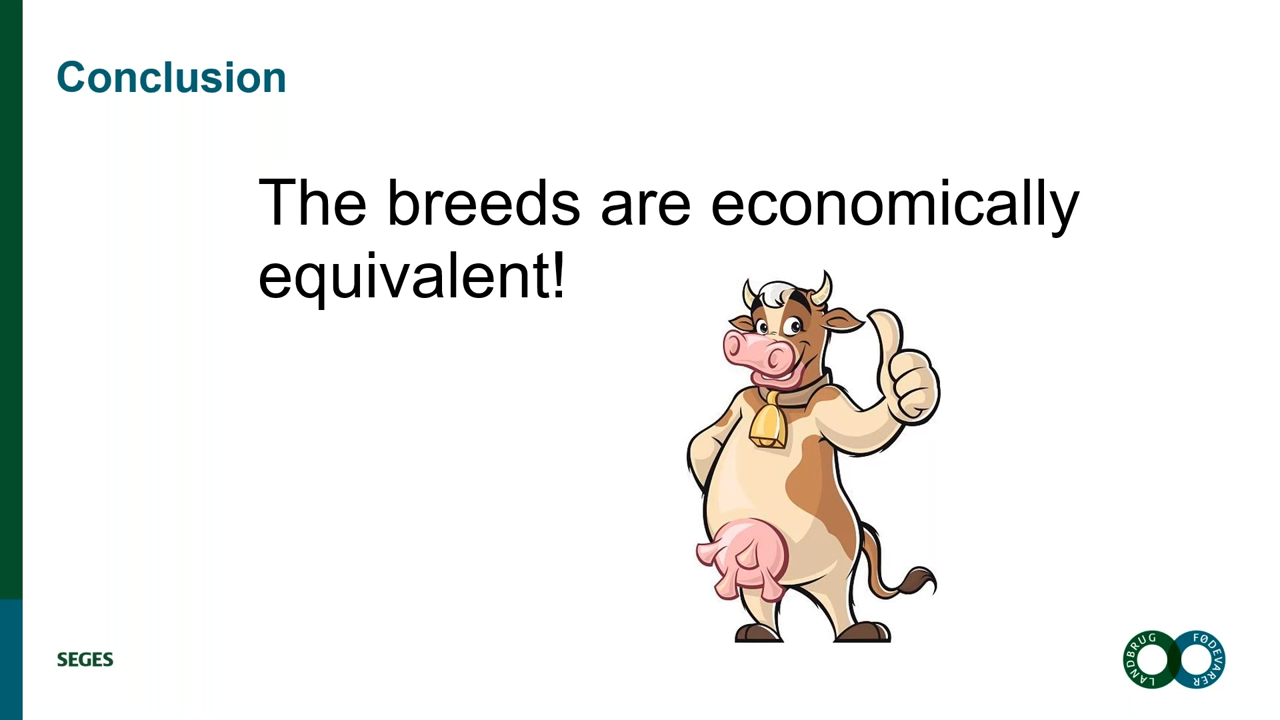 Conclusion
The breeds are economically
equivalent!
SEGES
LANDBRUG
FØDEVARER